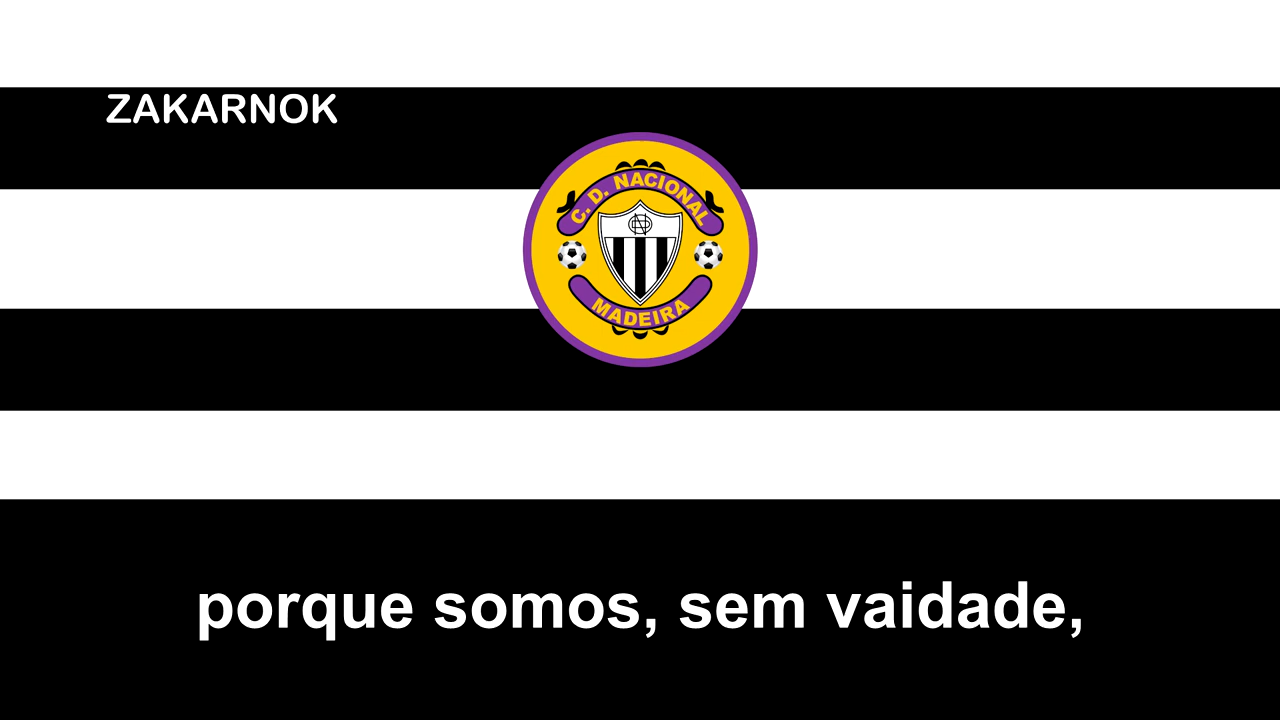 ZAKARNOK
C. D. NACIONAL
MADEIRA
porque somos, sem vaidade,